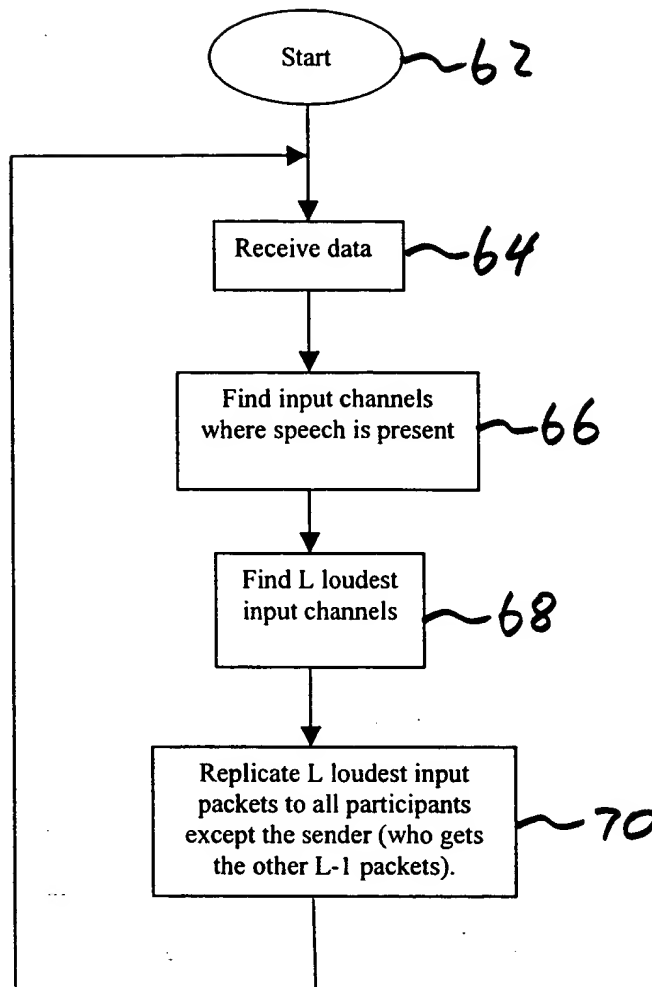 Start
62
Receive data
64
Find input channels
where speech is present
66
Find L loudest
input channels
68
Replicate L loudest input
packets to all participants
except the sender (who gets
the other L-1 packets).
70